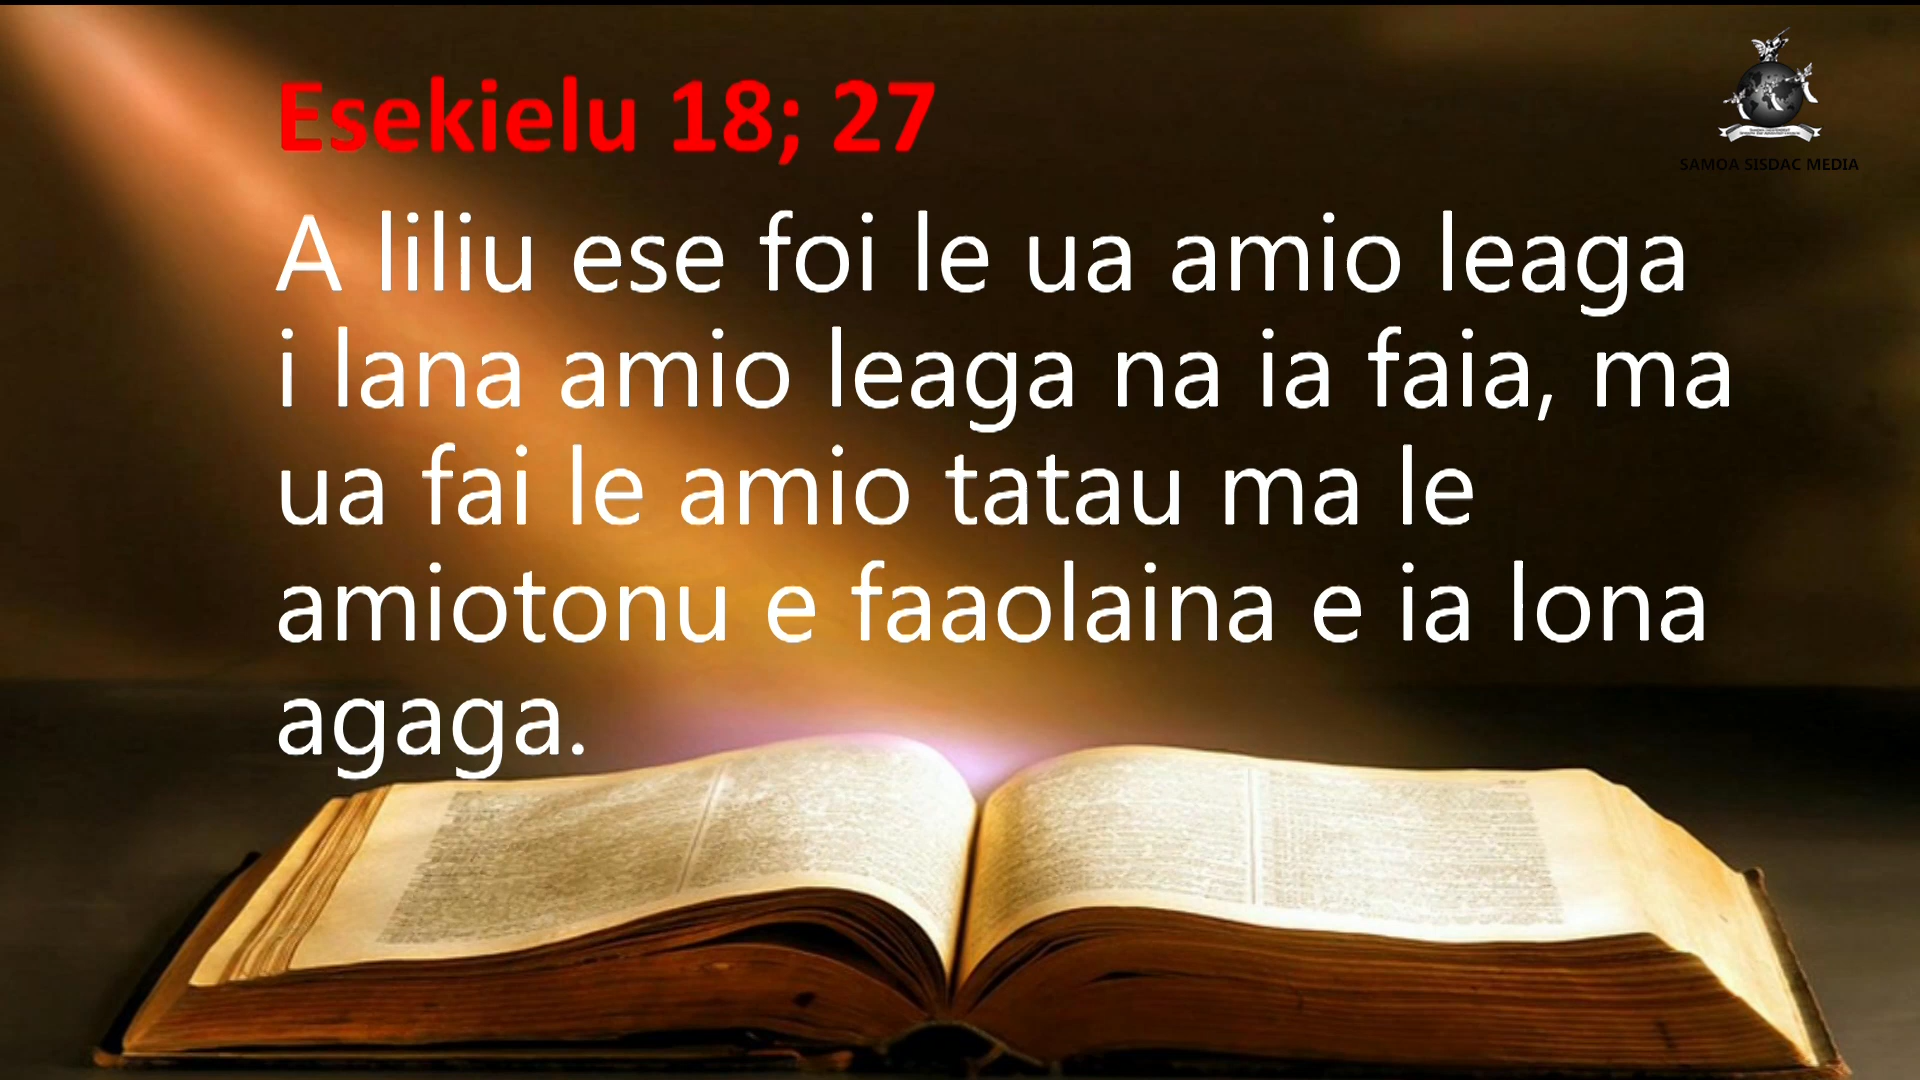 Esekielu 18; 27
A liliu ese foi le ua amio leaga
i lana amio leaga na ia faia, ma
ua fai le amio tatau ma le
amiotonu e faaolaina e ia lona
agaga.
SAMOA SISDAC MEDIA